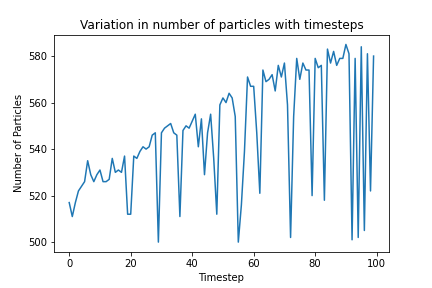 Variation in number of particles with timesteps
Number of Particles
580
560
540
520
500
0 20 40 60 80 100
Timestep